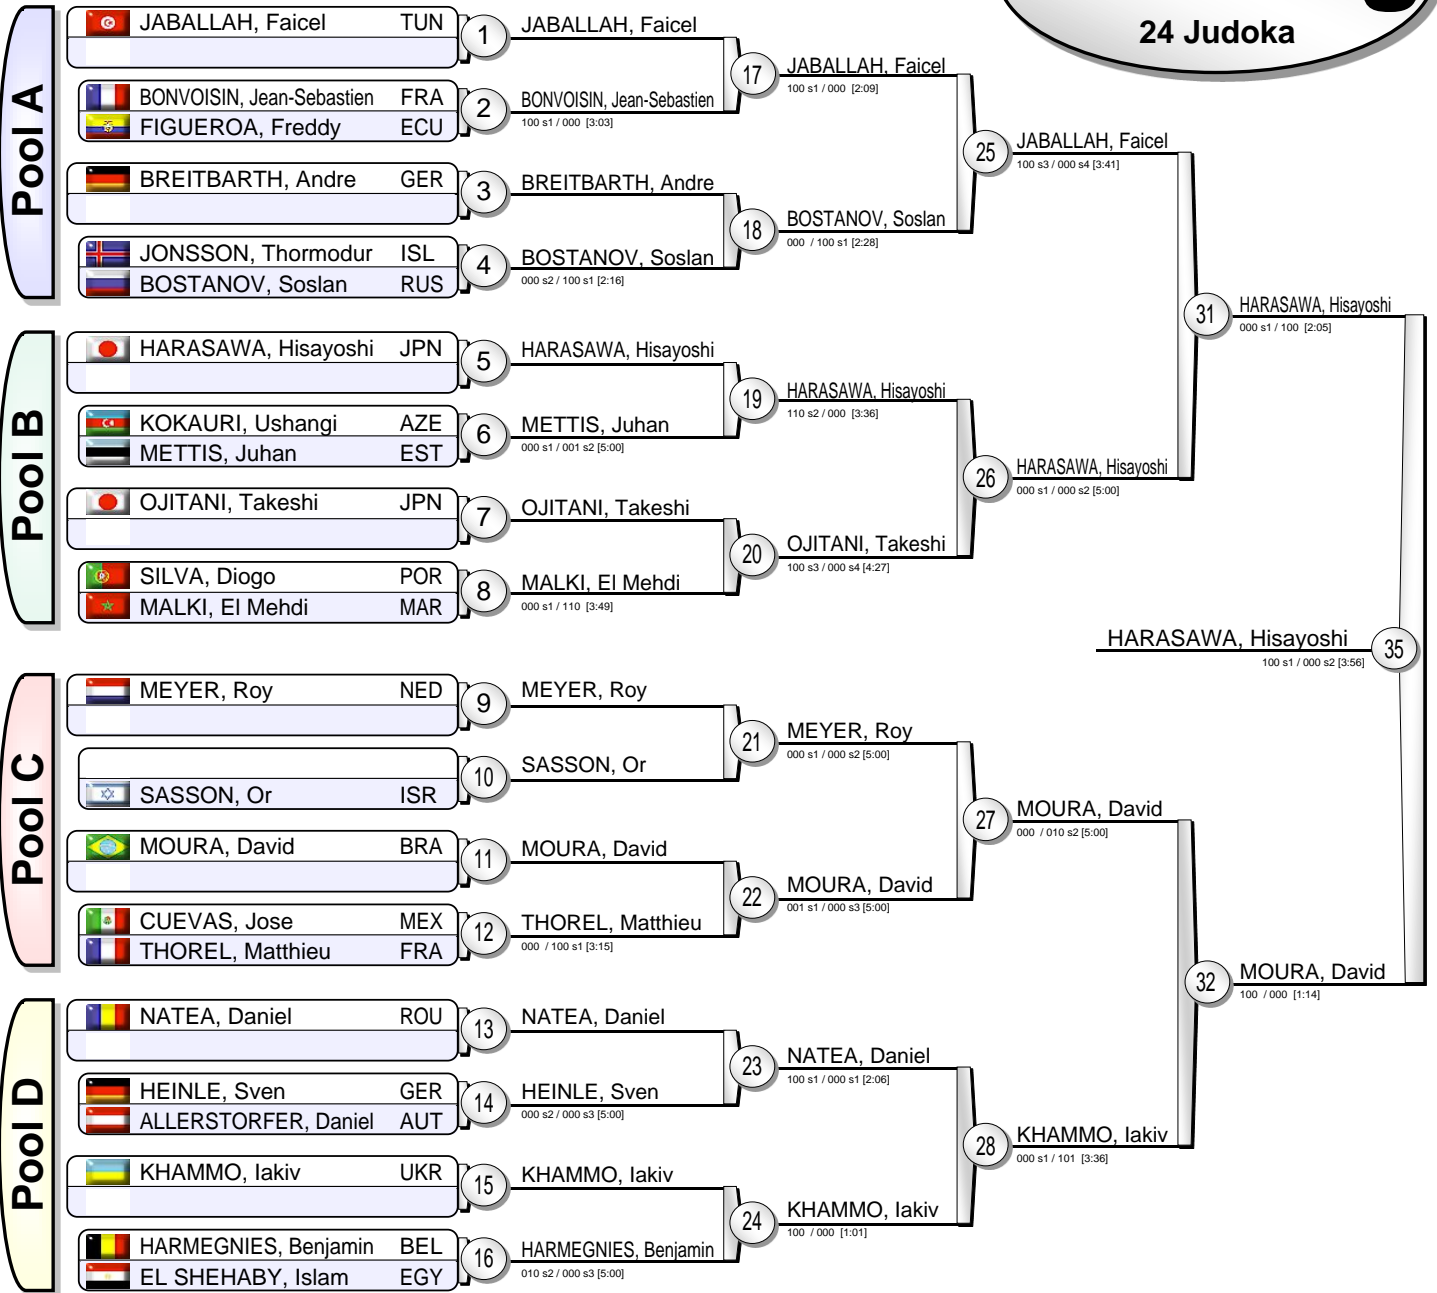 24 Judoka
Pool A
JABALLAH, Faicel TUN
1
BONVOISIN, Jean-Sebastien FRA
FIGUEROA, Freddy ECU
2
BREITBARTH, Andre GER
3
JONSSON, Thormodur ISL
BOSTANOV, Soslan RUS
4
Pool B
HARASAWA, Hisayoshi JPN
5
KOKAURI, Ushangi AZE
METTIS, Juhan EST
6
OJITANI, Takeshi JPN
7
SILVA, Diogo POR
MALKI, El Mehdi MAR
8
Pool C
MEYER, Roy NED
9
SASSON, Or ISR
10
MOURA, David BRA
11
CUEVAS, Jose MEX
THOREL, Matthieu FRA
12
Pool D
NATEA, Daniel ROU
13
HEINLE, Sven GER
ALLERSTORFER, Daniel AUT
14
KHAMMO, Iakiv UKR
15
HARMEGNIES, Benjamin BEL
EL SHEHABY, Islam EGY
16
JABALLAH, Faicel
BONVOISIN, Jean-Sebastien
100 s1 / 000 [3:03]
17
BREITBARTH, Andre
BOSTANOV, Soslan
000 s2 / 100 s1 [2:16]
18
HARASAWA, Hisayoshi
METTIS, Juhan
000 s1 / 001 s2 [5:00]
19
OJITANI, Takeshi
MALKI, El Mehdi
000 s1 / 110 [3:49]
20
MEYER, Roy
SASSON, Or
21
MOURA, David
THOREL, Matthieu
000 / 100 s1 [3:15]
22
NATEA, Daniel
HEINLE, Sven
000 s2 / 000 s3 [5:00]
23
KHAMMO, Iakiv
HARMEGNIES, Benjamin
010 s2 / 000 s3 [5:00]
24
JABALLAH, Faicel
100 s1 / 000 [2:09]
BOSTANOV, Soslan
000 / 100 s1 [2:28]
25
HARASAWA, Hisayoshi
110 s2 / 000 [3:36]
OJITANI, Takeshi
100 s3 / 000 s4 [4:27]
26
MEYER, Roy
000 s1 / 000 s2 [5:00]
MOURA, David
001 s1 / 000 s3 [5:00]
27
NATEA, Daniel
100 s1 / 000 s1 [2:06]
KHAMMO, Iakiv
100 / 000 [1:01]
28
JABALLAH, Faicel
100 s3 / 000 s4 [3:41]
HARASAWA, Hisayoshi
000 s1 / 000 s2 [5:00]
31
MOURA, David
000 / 010 s2 [5:00]
KHAMMO, Iakiv
000 s1 / 101 [3:36]
32
HARASAWA, Hisayoshi
000 s1 / 100 [2:05]
MOURA, David
100 / 000 [1:14]
HARASAWA, Hisayoshi
35
100 s1 / 000 s2 [3:56]